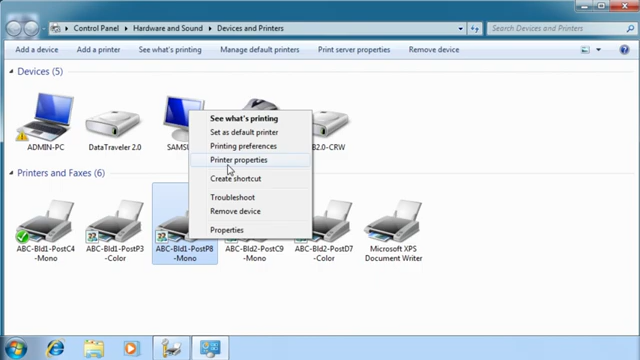 Control Panel ▸ Hardware and Sound ▸ Devices and Printers
Search Devices and Printers
Add a device Add a printer See what's printing Manage default printers Print server properties Remove device
Devices (5)
ADMIN-PC DataTraveler 2.0 SAMS B2.0-CRW
See what's printing
Set as default printer
Printing preferences
Printer properties
Create shortcut
Troubleshoot
Remove device
Properties
Printers and Faxes (6)
ABC-Bld1-PostC4 ABC-Bld1-PostP3 ABC-Bld1-PostP8 ABC-Bld2-PostC9 ABC-Bld2-PostD7 Microsoft XPS
-Mono -Color -Mono -Mono -Color Document Writer